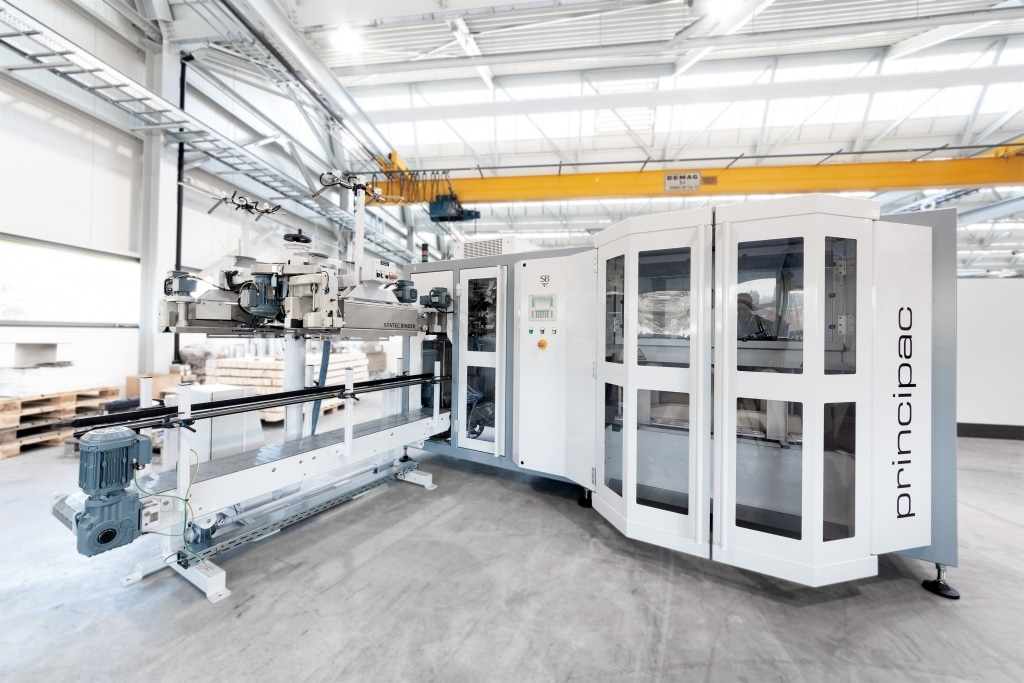 DEMAG
SB
STATEC BINDER
principac